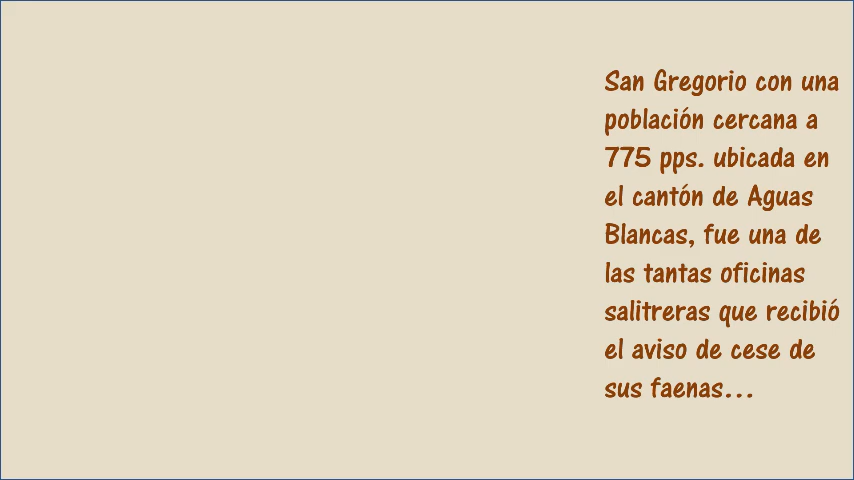 San Gregorio con una
población cercana a
775 pps. ubicada en
el cantón de Aguas
Blancas, fue una de
las tantas oficinas
salitreras que recibió
el aviso de cese de
sus faenas...